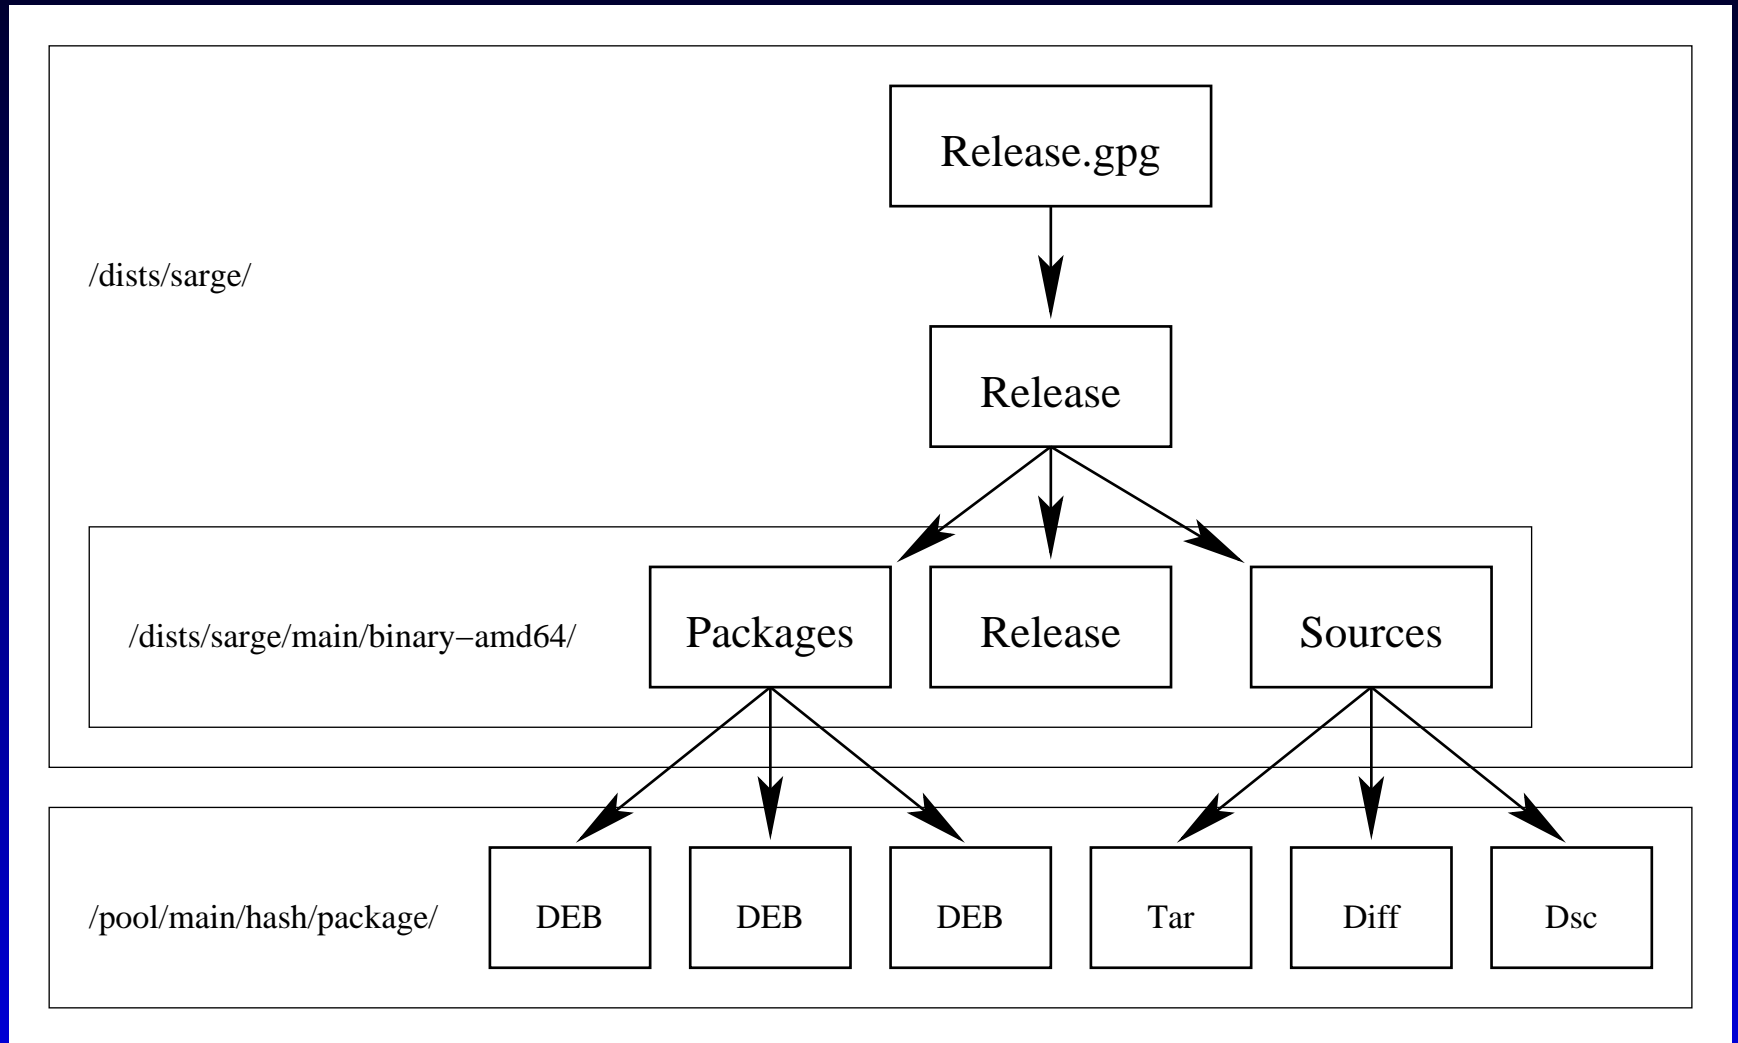 Release.gpg
/dists/sarge/
Release
/dists/sarge/main/binary−amd64/
Packages
Release
Sources
/pool/main/hash/package/
DEB
DEB
DEB
Tar
Diff
Dsc